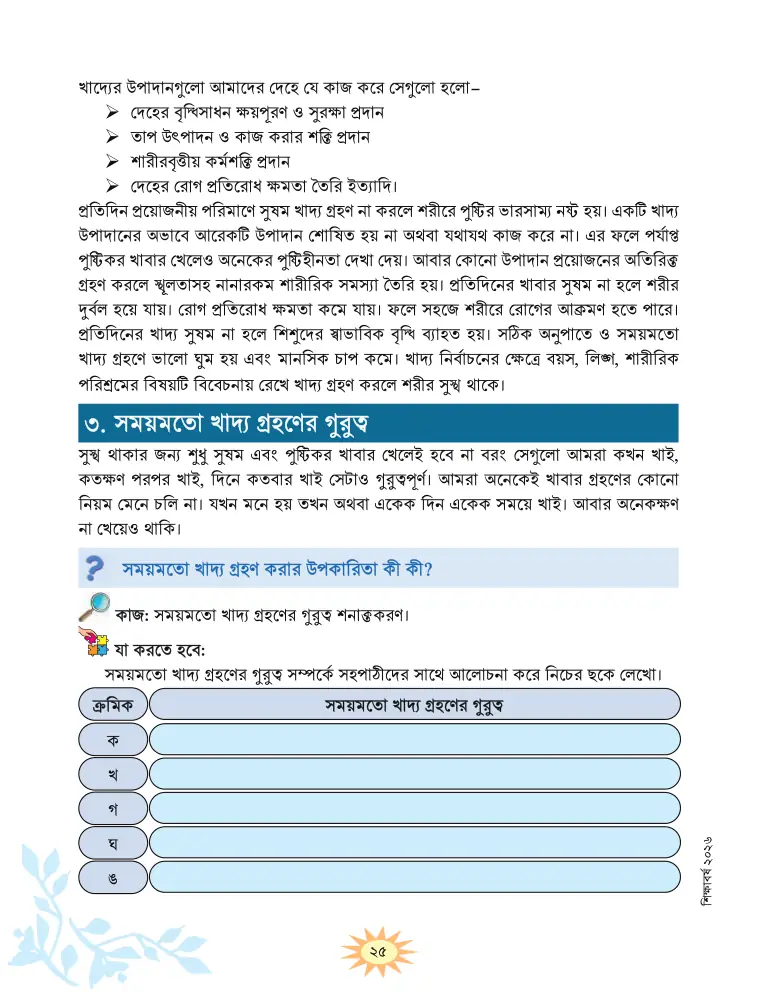 খাদ্যের উপাদানগুলো আমাদের দেহে যে কাজ করে সেগুলো হলো–
➢ দেহের বৃদ্ধিসাধন ক্ষয়পূরণ ও সুরক্ষা প্রদান
➢ তাপ উৎপাদন ও কাজ করার শক্তি প্রদান
➢ শারীরবৃত্তীয় কর্মশক্তি প্রদান
➢ দেহের রোগ প্রতিরোধ ক্ষমতা তৈরি ইত্যাদি।
প্রতিদিন প্রয়োজনীয় পরিমাণে সুষম খাদ্য গ্রহণ না করলে শরীরে পুষ্টির ভারসাম্য নষ্ট হয়। একটি খাদ্য
উপাদানের অভাবে আরেকটি উপাদান শোষিত হয় না অথবা যথাযথ কাজ করে না। এর ফলে পর্যাপ্ত
পুষ্টিকর খাবার খেলেও অনেকের পুষ্টিহীনতা দেখা দেয়। আবার কোনো উপাদান প্রয়োজনের অতিরিক্ত
গ্রহণ করলে স্থূলতাসহ নানারকম শারীরিক সমস্যা তৈরি হয়। প্রতিদিনের খাবার সুষম না হলে শরীর
দুর্বল হয়ে যায়। রোগ প্রতিরোধ ক্ষমতা কমে যায়। ফলে সহজে শরীরে রোগের আক্রমণ হতে পারে।
প্রতিদিনের খাদ্য সুষম না হলে শিশুদের স্বাভাবিক বৃদ্ধি ব্যাহত হয়। সঠিক অনুপাতে ও সময়মতো
খাদ্য গ্রহণে ভালো ঘুম হয় এবং মানসিক চাপ কমে। খাদ্য নির্বাচনের ক্ষেত্রে বয়স, লিঙ্গ, শারীরিক
পরিশ্রমের বিষয়টি বিবেচনায় রেখে খাদ্য গ্রহণ করলে শরীর সুস্থ থাকে।
৩. সময়মতো খাদ্য গ্রহণের গুরুত্ব
সুস্থ থাকার জন্য শুধু সুষম এবং পুষ্টিকর খাবার খেলেই হবে না বরং সেগুলো আমরা কখন খাই,
কতক্ষণ পরপর খাই, দিনে কতবার খাই সেটাও গুরুত্বপূর্ণ। আমরা অনেকেই খাবার গ্রহণের কোনো
নিয়ম মেনে চলি না। যখন মনে হয় তখন অথবা একেক দিন একেক সময়ে খাই। আবার অনেকক্ষণ
না খেয়েও থাকি।
? সময়মতো খাদ্য গ্রহণ করার উপকারিতা কী কী?
কাজ: সময়মতো খাদ্য গ্রহণের গুরুত্ব শনাক্তকরণ।
যা করতে হবে:
সময়মতো খাদ্য গ্রহণের গুরুত্ব সম্পর্কে সহপাঠীদের সাথে আলোচনা করে নিচের ছকে লেখো।
ক্রমিক সময়মতো খাদ্য গ্রহণের গুরুত্ব
ক
খ
গ
ঘ
ঙ
শিক্ষাবর্ষ ২০২৬
২৫